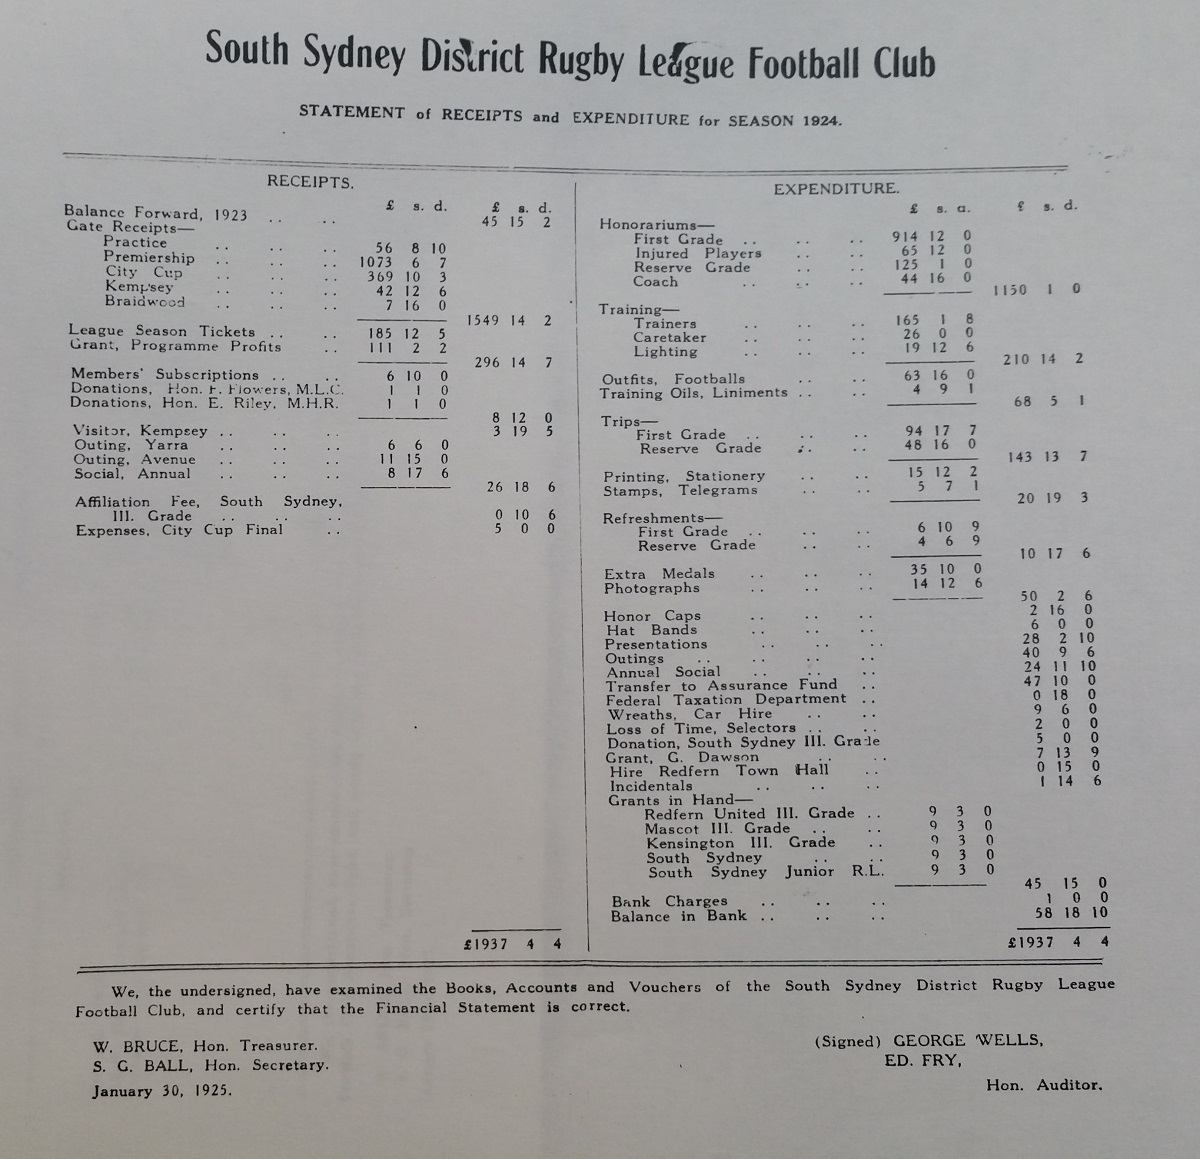 South Sydney District Rugby League Football Club
STATEMENT of RECEIPTS and EXPENDITURE for SEASON 1924.
RECEIPTS.
£ s. d. £ s. d.
Balance Forward, 1923 .. .. 45 15 2
Gate Receipts—
Practice .. .. .. 56 8 10
Premiership .. .. .. 1073 6 7
City Cup .. .. .. 369 10 3
Kempsey .. .. .. 42 12 6
Braidwood .. .. .. 7 16 0
1549 14 2
League Season Tickets .. .. 185 12 5
Grant, Programme Profits .. 111 2 2
296 14 7
Members' Subscriptions .. .. 6 10 0
Donations, Hon. F. Flowers, M.L.C. 1 1 0
Donations, Hon. E. Riley, M.H.R. 1 1 0
8 12 0
Visitor, Kempsey .. .. .. 3 19 5
Outing, Yarra .. .. .. 6 6 0
Outing, Avenue .. .. .. 11 15 0
Social, Annual .. .. .. 8 17 6
26 18 6
Affiliation Fee, South Sydney,
III. Grade .. .. .. 0 10 6
Expenses, City Cup Final .. 5 0 0
£1937 4 4
EXPENDITURE.
£ s. d. £ s. d.
Honorariums—
First Grade .. .. .. 914 12 0
Injured Players .. .. 65 12 0
Reserve Grade .. .. 125 1 0
Coach .. .. .. 44 16 0
1150 1 0
Training—
Trainers .. .. .. 165 1 8
Caretaker .. .. .. 26 0 0
Lighting .. .. .. 19 12 6
210 14 2
Outfits, Footballs .. .. 63 16 0
Training Oils, Liniments .. .. 4 9 1
68 5 1
Trips—
First Grade .. .. .. 94 17 7
Reserve Grade .. .. .. 48 16 0
143 13 7
Printing, Stationery .. .. 15 12 2
Stamps, Telegrams .. .. 5 7 1
20 19 3
Refreshments—
First Grade .. .. .. 6 10 9
Reserve Grade .. .. 4 6 9
10 17 6
Extra Medals .. .. .. 35 10 0
Photographs .. .. .. 14 12 6
50 2 6
Honor Caps .. .. .. 2 16 0
Hat Bands .. .. .. 6 0 0
Presentations .. .. .. 28 2 10
Outings .. .. .. .. 40 9 6
Annual Social .. .. .. 24 11 10
Transfer to Assurance Fund .. 47 10 0
Federal Taxation Department .. 0 18 0
Wreaths, Car Hire .. .. 9 6 0
Loss of Time, Selectors .. .. 2 0 0
Donation, South Sydney III. Grade 5 0 0
Grant, G. Dawson .. .. 7 13 9
Hire Redfern Town Hall .. 0 15 0
Incidentals .. .. .. 1 14 6
Grants in Hand—
Redfern United III. Grade .. 9 3 0
Mascot III. Grade .. .. 9 3 0
Kensington III. Grade .. 9 3 0
South Sydney .. .. 9 3 0
South Sydney Junior R.L. 9 3 0
45 15 0
Bank Charges .. .. .. 1 0 0
Balance in Bank .. .. .. 58 18 10
£1937 4 4
We, the undersigned, have examined the Books, Accounts and Vouchers of the South Sydney District Rugby League
Football Club, and certify that the Financial Statement is correct.
W. BRUCE, Hon. Treasurer.
S. G. BALL, Hon. Secretary.
January 30, 1925.
(Signed) GEORGE WELLS,
ED. FRY,
Hon. Auditor.